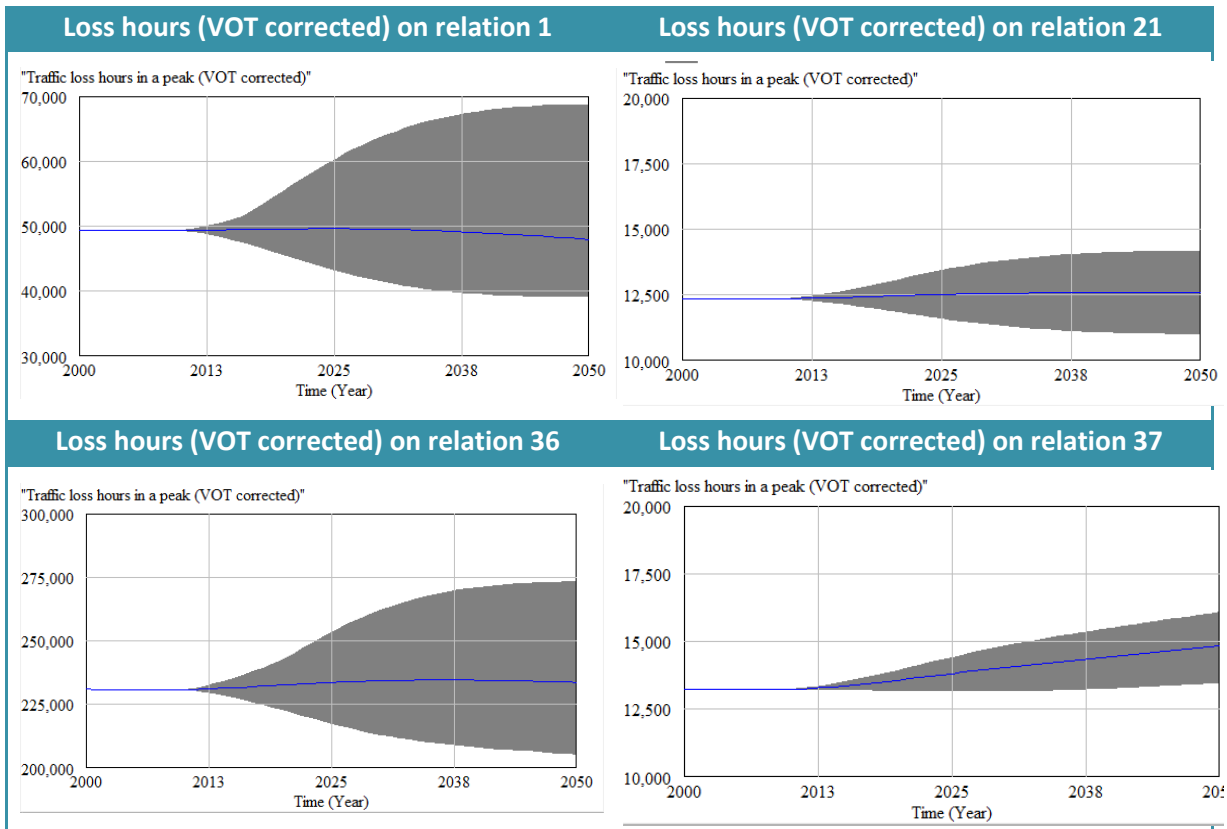 Loss hours (VOT corrected) on relation 1
"Traffic loss hours in a peak (VOT corrected)"
70,000
60,000
50,000
40,000
30,000
2000 2013 2025 2038 2050
Time (Year)
Loss hours (VOT corrected) on relation 21
"Traffic loss hours in a peak (VOT corrected)"
20,000
17,500
15,000
12,500
10,000
2000 2013 2025 2038 2050
Time (Year)
Loss hours (VOT corrected) on relation 36
"Traffic loss hours in a peak (VOT corrected)"
300,000
275,000
250,000
225,000
200,000
2000 2013 2025 2038 2050
Time (Year)
Loss hours (VOT corrected) on relation 37
"Traffic loss hours in a peak (VOT corrected)"
20,000
17,500
15,000
12,500
10,000
2000 2013 2025 2038 205
Time (Year)